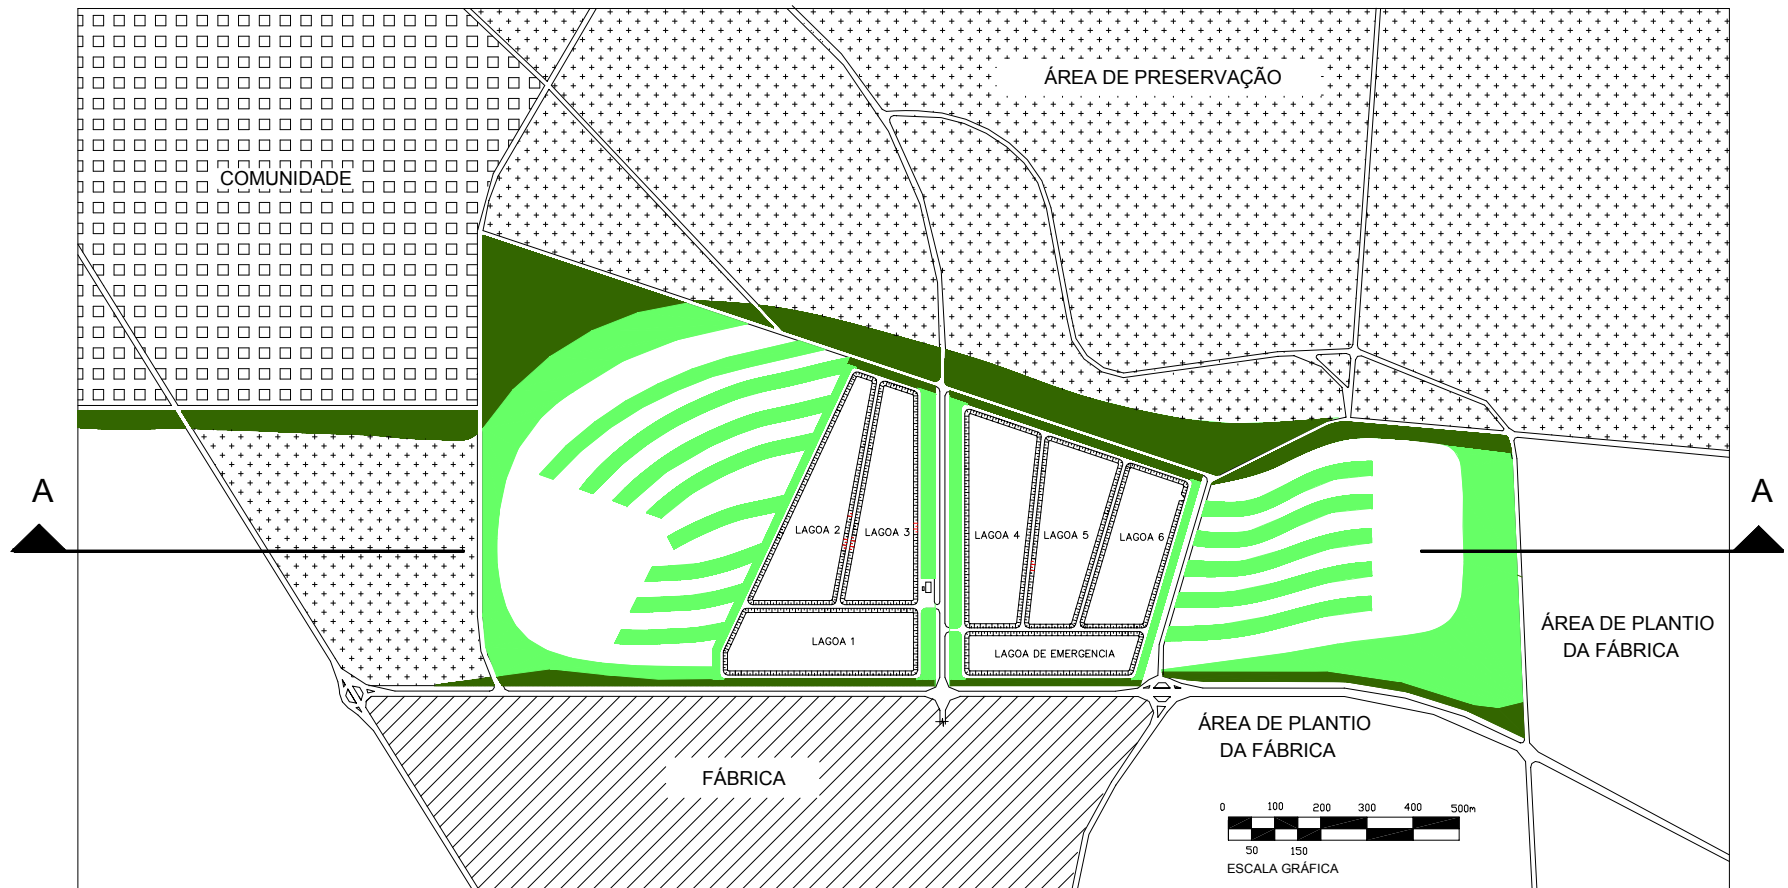 ÁREA DE PRESERVAÇÃO
COMUNIDADE
A
A
LAGOA 2
LAGOA 3
LAGOA 4
LAGOA 5
LAGOA 6
LAGOA 1
LAGOA DE EMERGENCIA
ÁREA DE PLANTIO
DA FÁBRICA
ÁREA DE PLANTIO
DA FÁBRICA
FÁBRICA
0 100 200 300 400 500m
50 150
ESCALA GRÁFICA